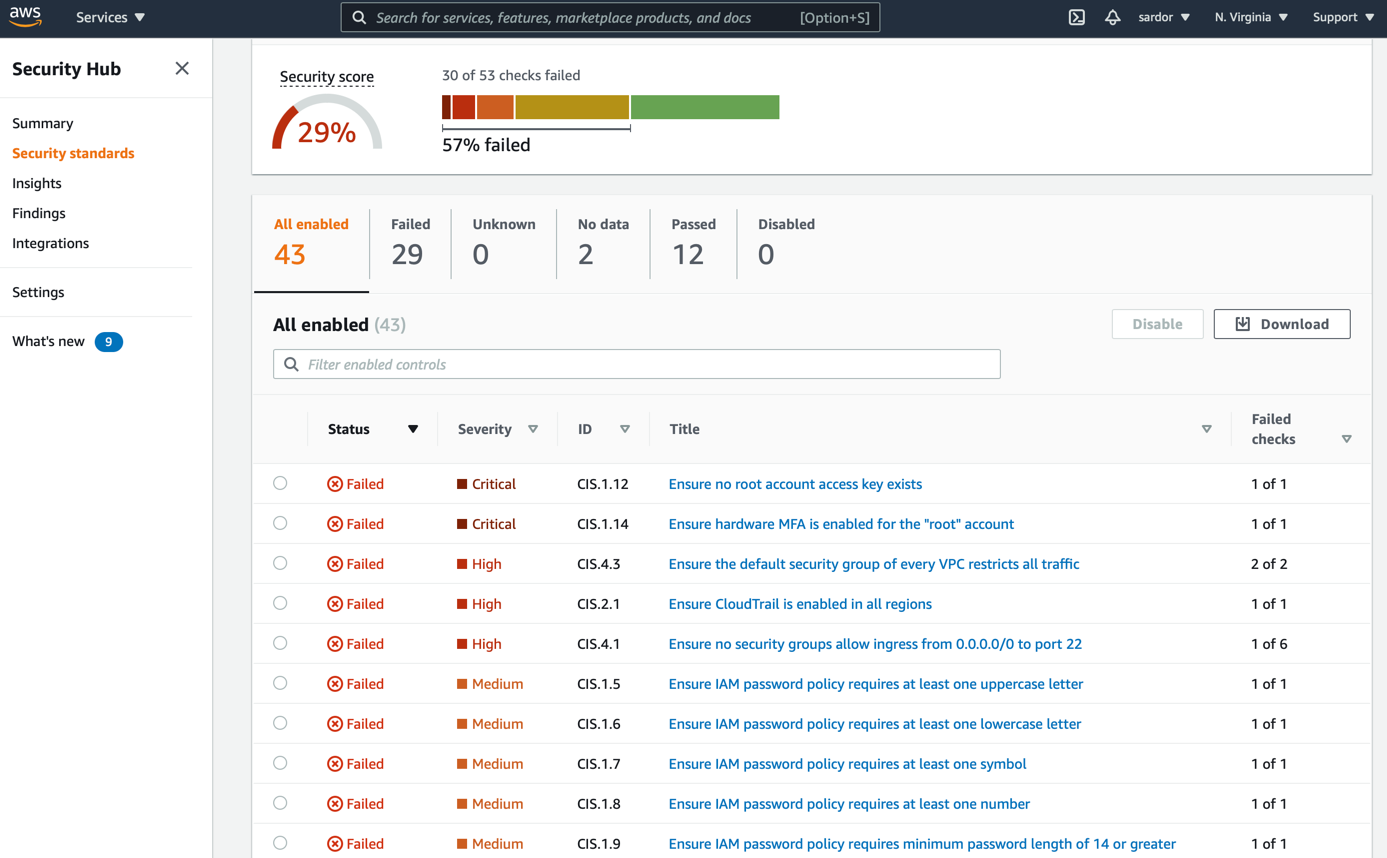 aws Services Search for services, features, marketplace products, and docs [Option+S] sardor N. Virginia Support
Security Hub
Summary
Security standards
Insights
Findings
Integrations
Settings
What's new 9
Security score
29%
30 of 53 checks failed
57% failed
All enabled Failed Unknown No data Passed Disabled
43 29 0 2 12 0
All enabled (43) Disable Download
Filter enabled controls
Status Severity ID Title Failed checks
Failed Critical CIS.1.12 Ensure no root account access key exists 1 of 1
Failed Critical CIS.1.14 Ensure hardware MFA is enabled for the "root" account 1 of 1
Failed High CIS.4.3 Ensure the default security group of every VPC restricts all traffic 2 of 2
Failed High CIS.2.1 Ensure CloudTrail is enabled in all regions 1 of 1
Failed High CIS.4.1 Ensure no security groups allow ingress from 0.0.0.0/0 to port 22 1 of 6
Failed Medium CIS.1.5 Ensure IAM password policy requires at least one uppercase letter 1 of 1
Failed Medium CIS.1.6 Ensure IAM password policy requires at least one lowercase letter 1 of 1
Failed Medium CIS.1.7 Ensure IAM password policy requires at least one symbol 1 of 1
Failed Medium CIS.1.8 Ensure IAM password policy requires at least one number 1 of 1
Failed Medium CIS.1.9 Ensure IAM password policy requires minimum password length of 14 or greater 1 of 1